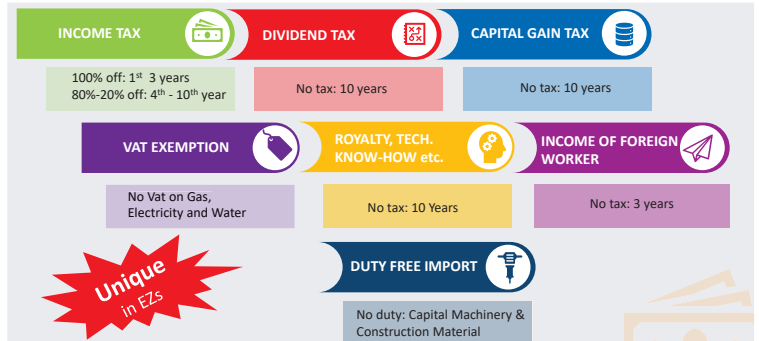 INCOME TAX
DIVIDEND TAX
CAPITAL GAIN TAX
100% off: 1st 3 years
80%-20% off: 4th - 10th year
No tax: 10 years
No tax: 10 years
VAT EXEMPTION
ROYALTY, TECH.
KNOW-HOW etc.
INCOME OF FOREIGN
WORKER
No Vat on Gas,
Electricity and Water
No tax: 10 Years
No tax: 3 years
Unique
in EZs
DUTY FREE IMPORT
No duty: Capital Machinery &
Construction Material